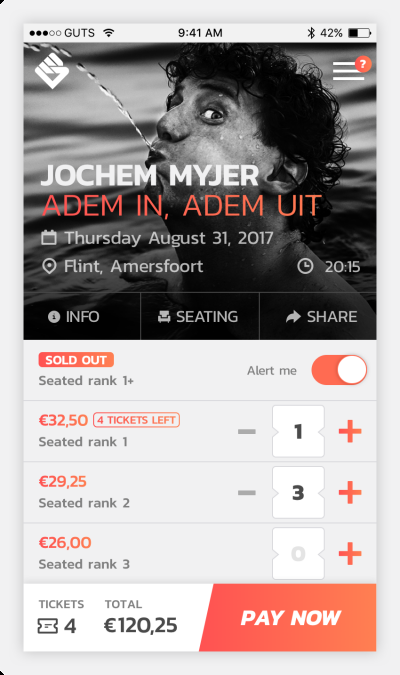 GUTS 9:41 AM 42%
?
JOCHEM MYJER
ADEM IN, ADEM UIT
Thursday August 31, 2017
Flint, Amersfoort 20:15
INFO SEATING SHARE
SOLD OUT
Seated rank 1+
Alert me
€32,50 4 TICKETS LEFT
Seated rank 1
1
€29,25
Seated rank 2
3
€26,00
Seated rank 3
0
TICKETS TOTAL
4 €120,25
PAY NOW